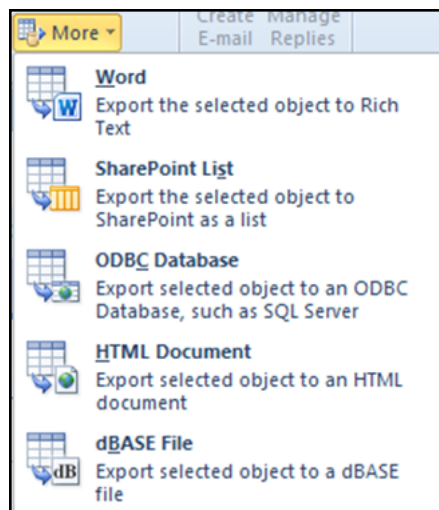 Create Manage
More
E-mail Replies
Word
Export the selected object to Rich
Text
W
SharePoint List
Export the selected object to
SharePoint as a list
ODBC Database
Export selected object to an ODBC
Database, such as SQL Server
HTML Document
Export selected object to an HTML
document
dBASE File
Export selected object to a dBASE
dB
file